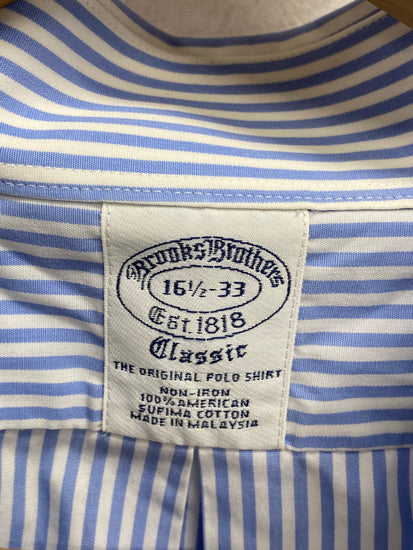 Brooks Brothers
16½-33
Est. 1818
Classic
THE ORIGINAL POLO SHIRT
NON-IRON
100% AMERICAN
SUPIMA COTTON
MADE IN MALAYSIA